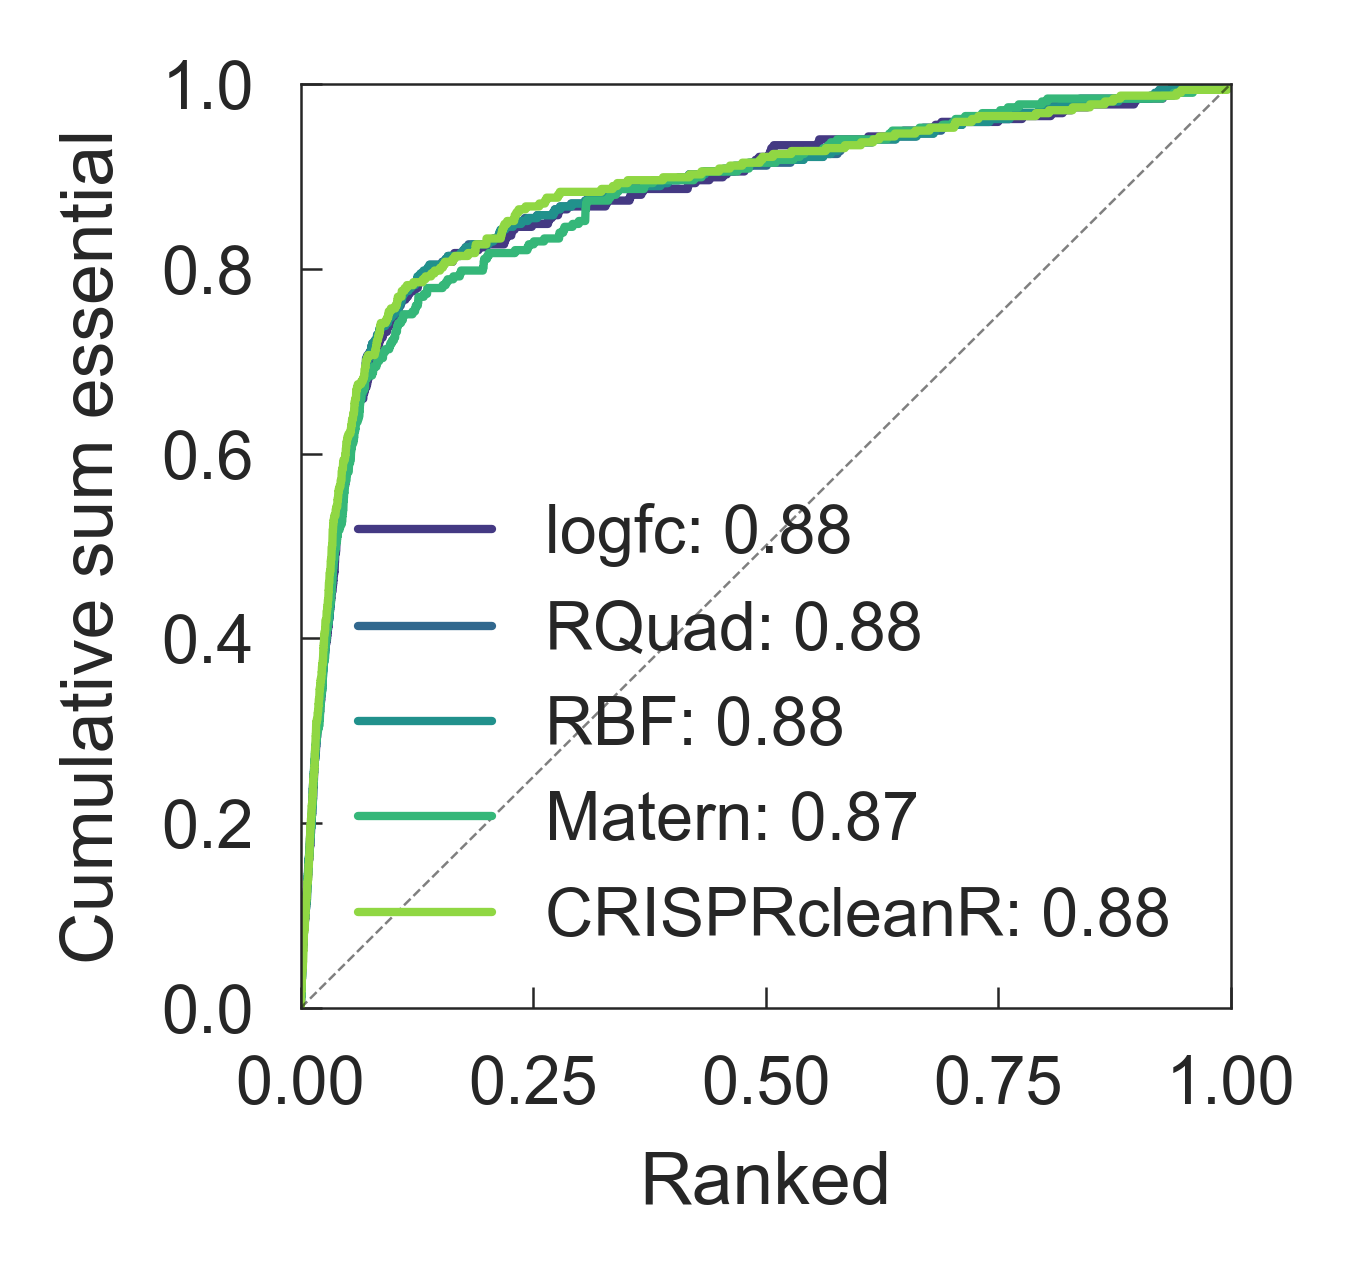 Cumulative sum essential
1.0
0.8
0.6
0.4
0.2
0.0
logfc: 0.88
RQuad: 0.88
RBF: 0.88
Matern: 0.87
CRISPRcleanR: 0.88
0.00 0.25 0.50 0.75 1.00
Ranked